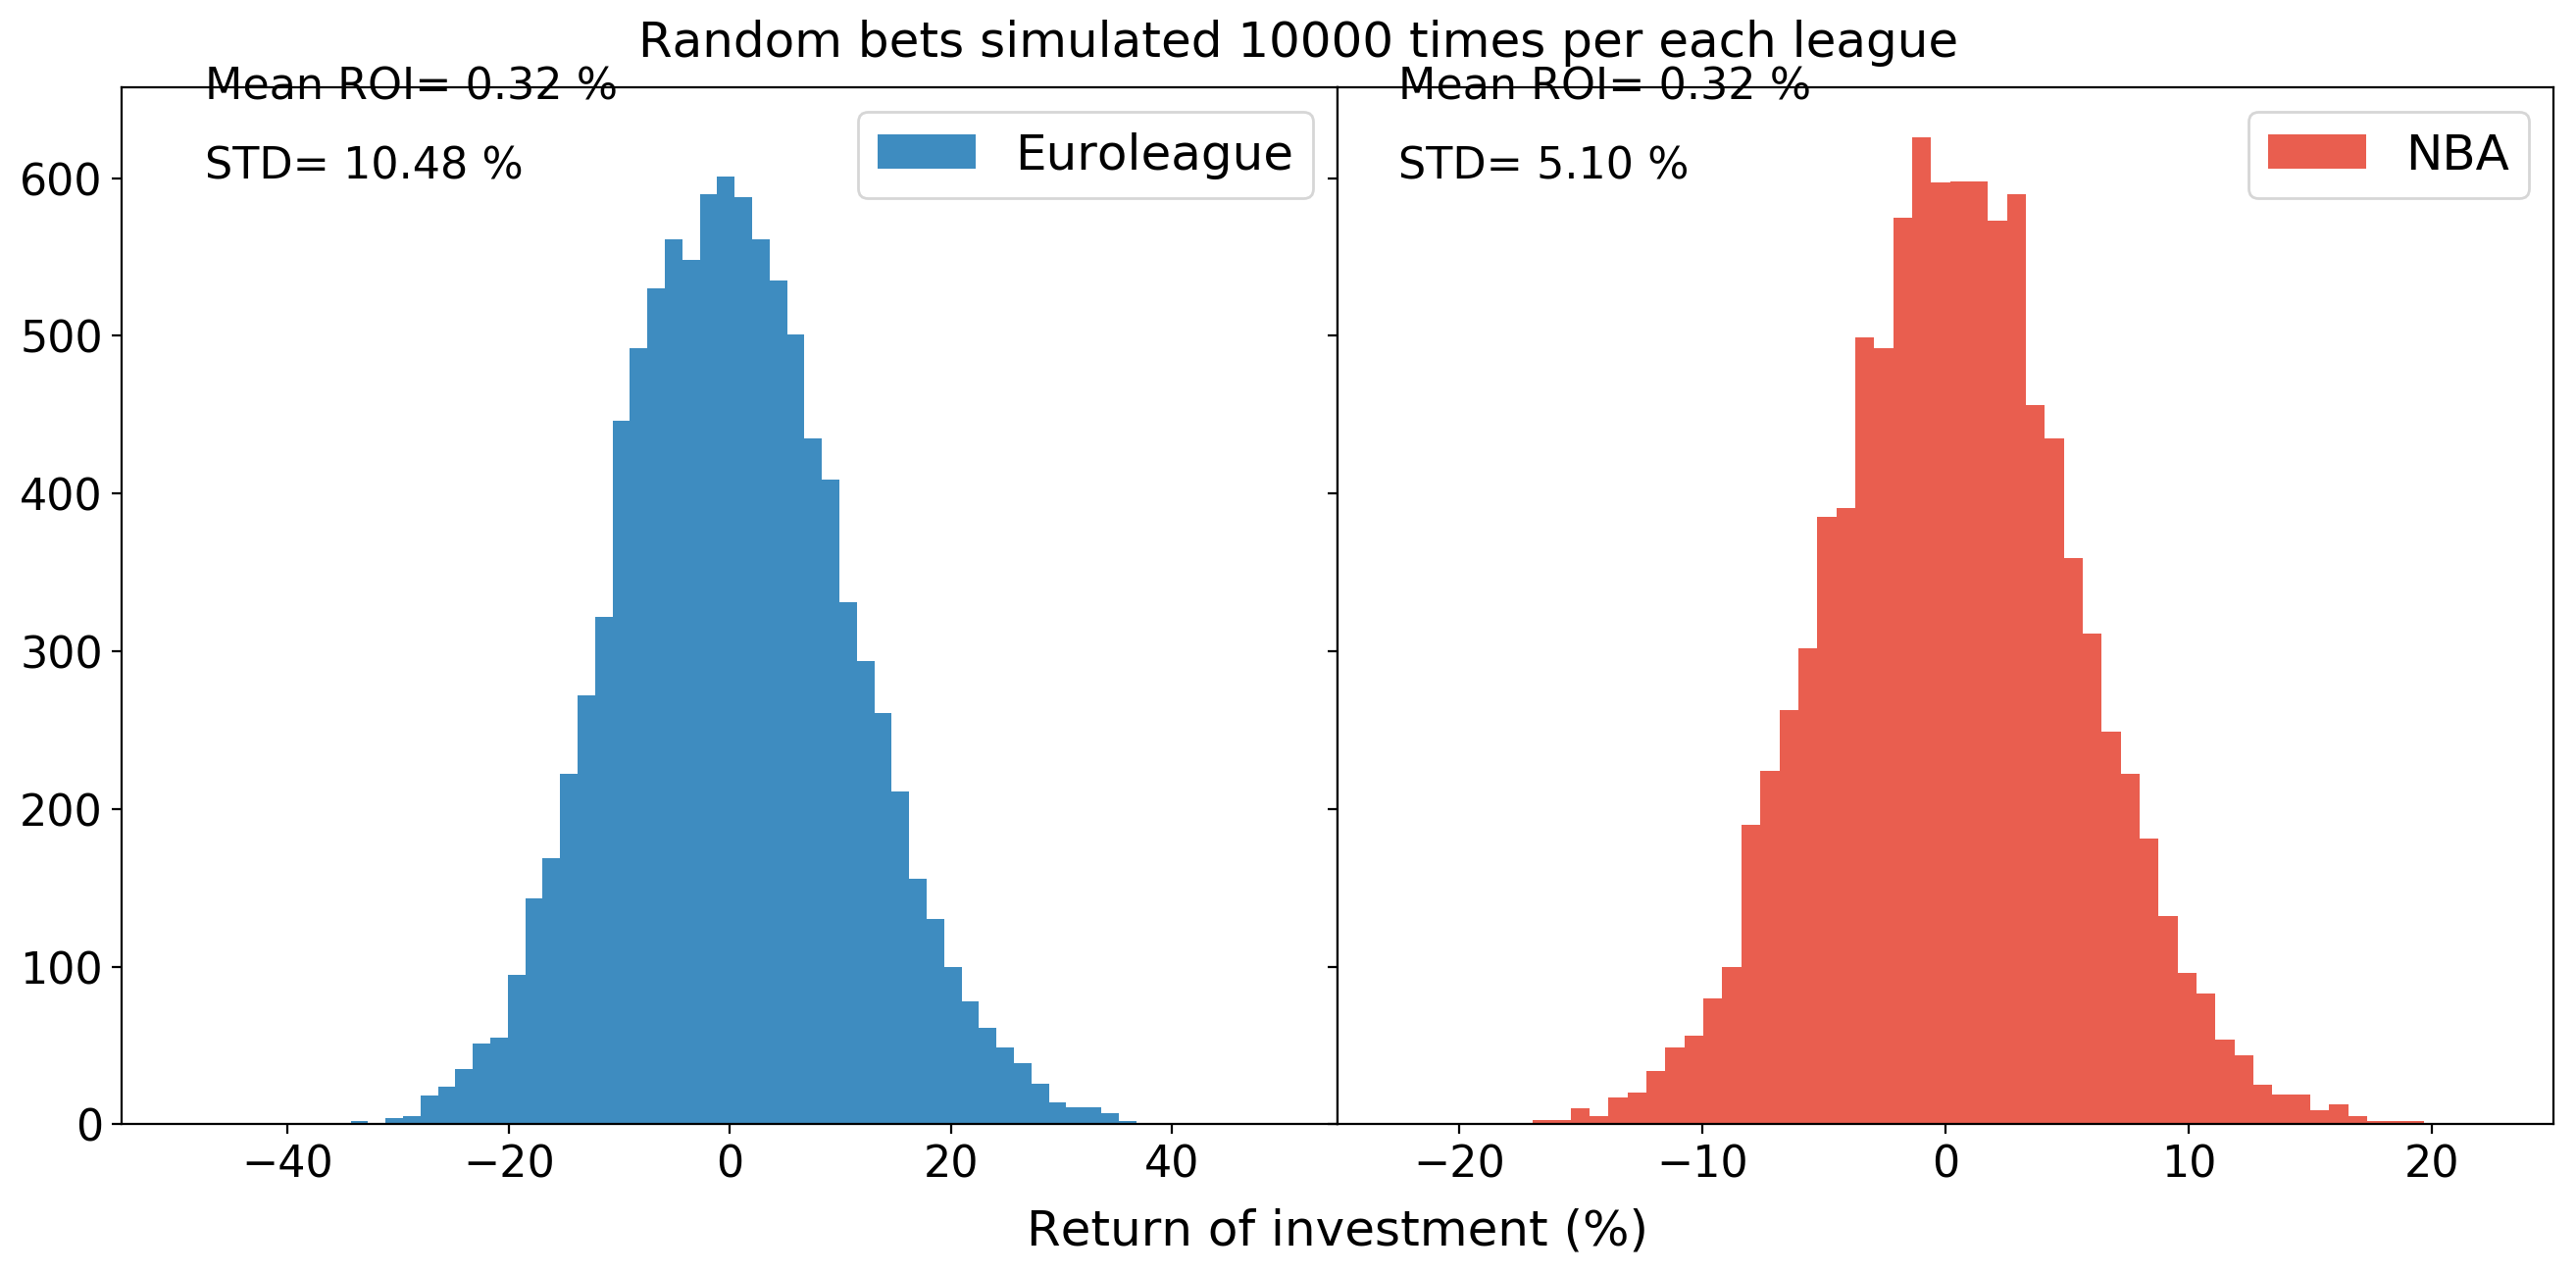 Random bets simulated 10000 times per each league
Mean ROI= 0.32 %
STD= 10.48 %
Euroleague
Mean ROI= 0.32 %
STD= 5.10 %
NBA
600
500
400
300
200
100
0
−40 −20 0 20 40
−20 −10 0 10 20
Return of investment (%)